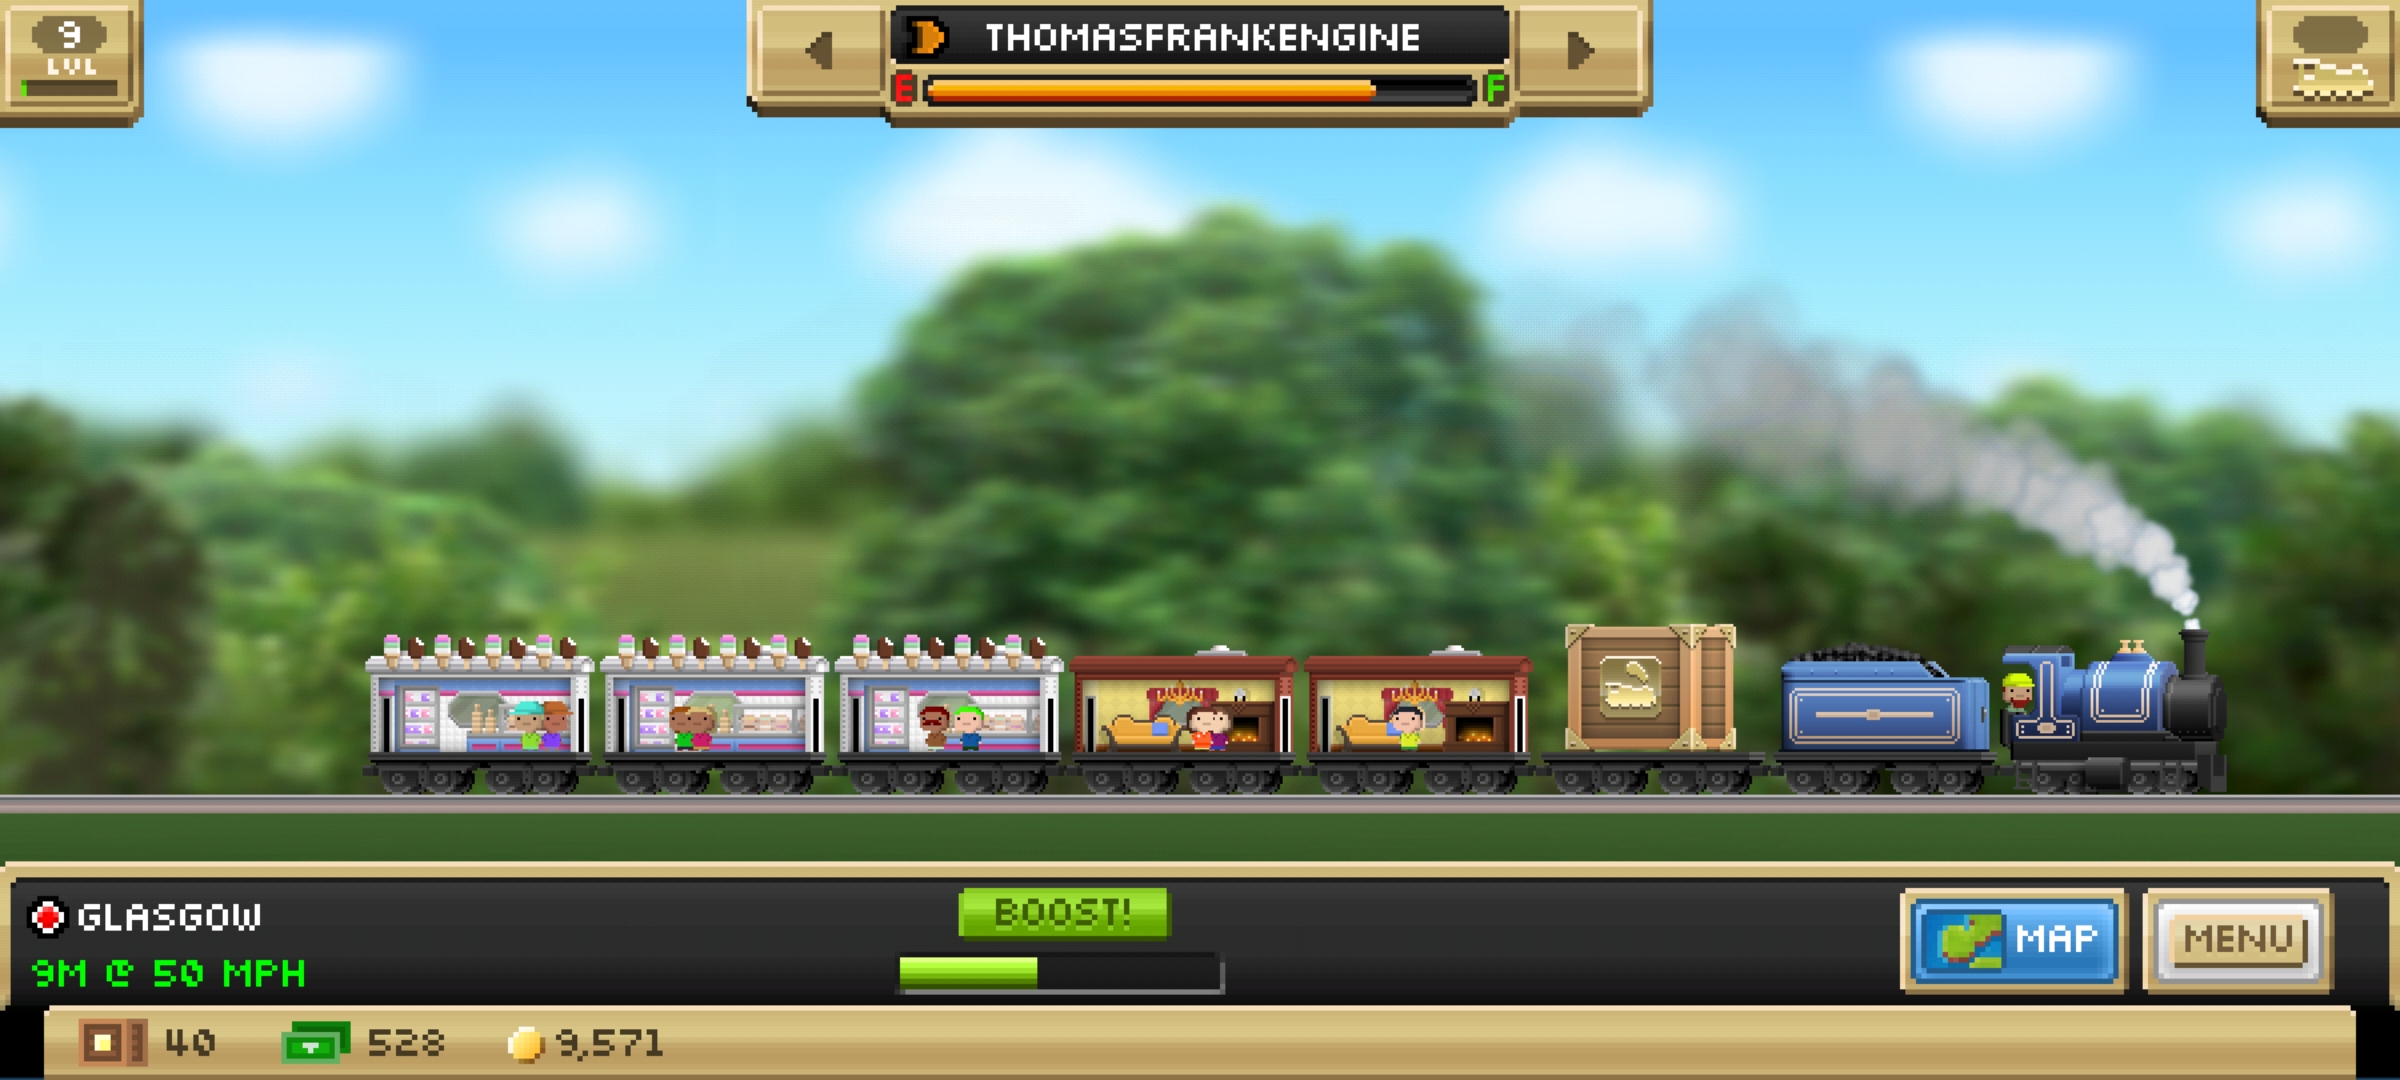 9
LVL
THOMASFRANKENGINE
E F
GLASGOW
9M @ 50 MPH
BOOST!
MAP
MENU
40 528 9,571